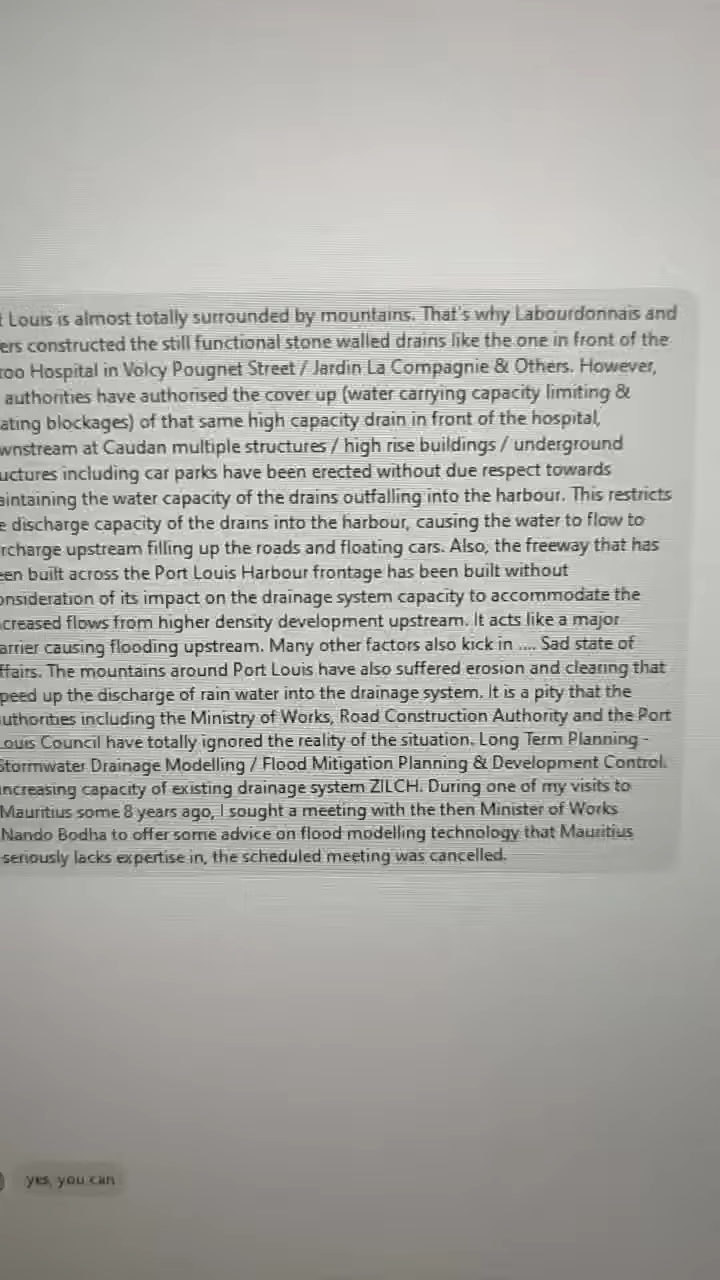 t Louis is almost totally surrounded by mountains. That's why Labourdonnais and
ers constructed the still functional stone walled drains like the one in front of the
roo Hospital in Volcy Pougnet Street / Jardin La Compagnie & Others. However,
authorities have authorised the cover up (water carrying capacity limiting &
ating blockages) of that same high capacity drain in front of the hospital,
wnstream at Caudan multiple structures / high rise buildings / underground
uctures including car parks have been erected without due respect towards
aintaining the water capacity of the drains outfalling into the harbour. This restricts
e discharge capacity of the drains into the harbour, causing the water to flow to
rcharge upstream filling up the roads and floating cars. Also, the freeway that has
een built across the Port Louis Harbour frontage has been built without
onsideration of its impact on the drainage system capacity to accommodate the
creased flows from higher density development upstream. It acts like a major
arrier causing flooding upstream. Many other factors also kick in .... Sad state of
ffairs. The mountains around Port Louis have also suffered erosion and clearing that
peed up the discharge of rain water into the drainage system. It is a pity that the
uthorities including the Ministry of Works, Road Construction Authority and the Port
Louis Council have totally ignored the reality of the situation. Long Term Planning -
Stormwater Drainage Modelling / Flood Mitigation Planning & Development Control.
increasing capacity of existing drainage system ZILCH. During one of my visits to
Mauritius some 8 years ago, I sought a meeting with the then Minister of Works
Nando Bodha to offer some advice on flood modelling technology that Mauritius
seriously lacks expertise in, the scheduled meeting was cancelled.
yes, you can